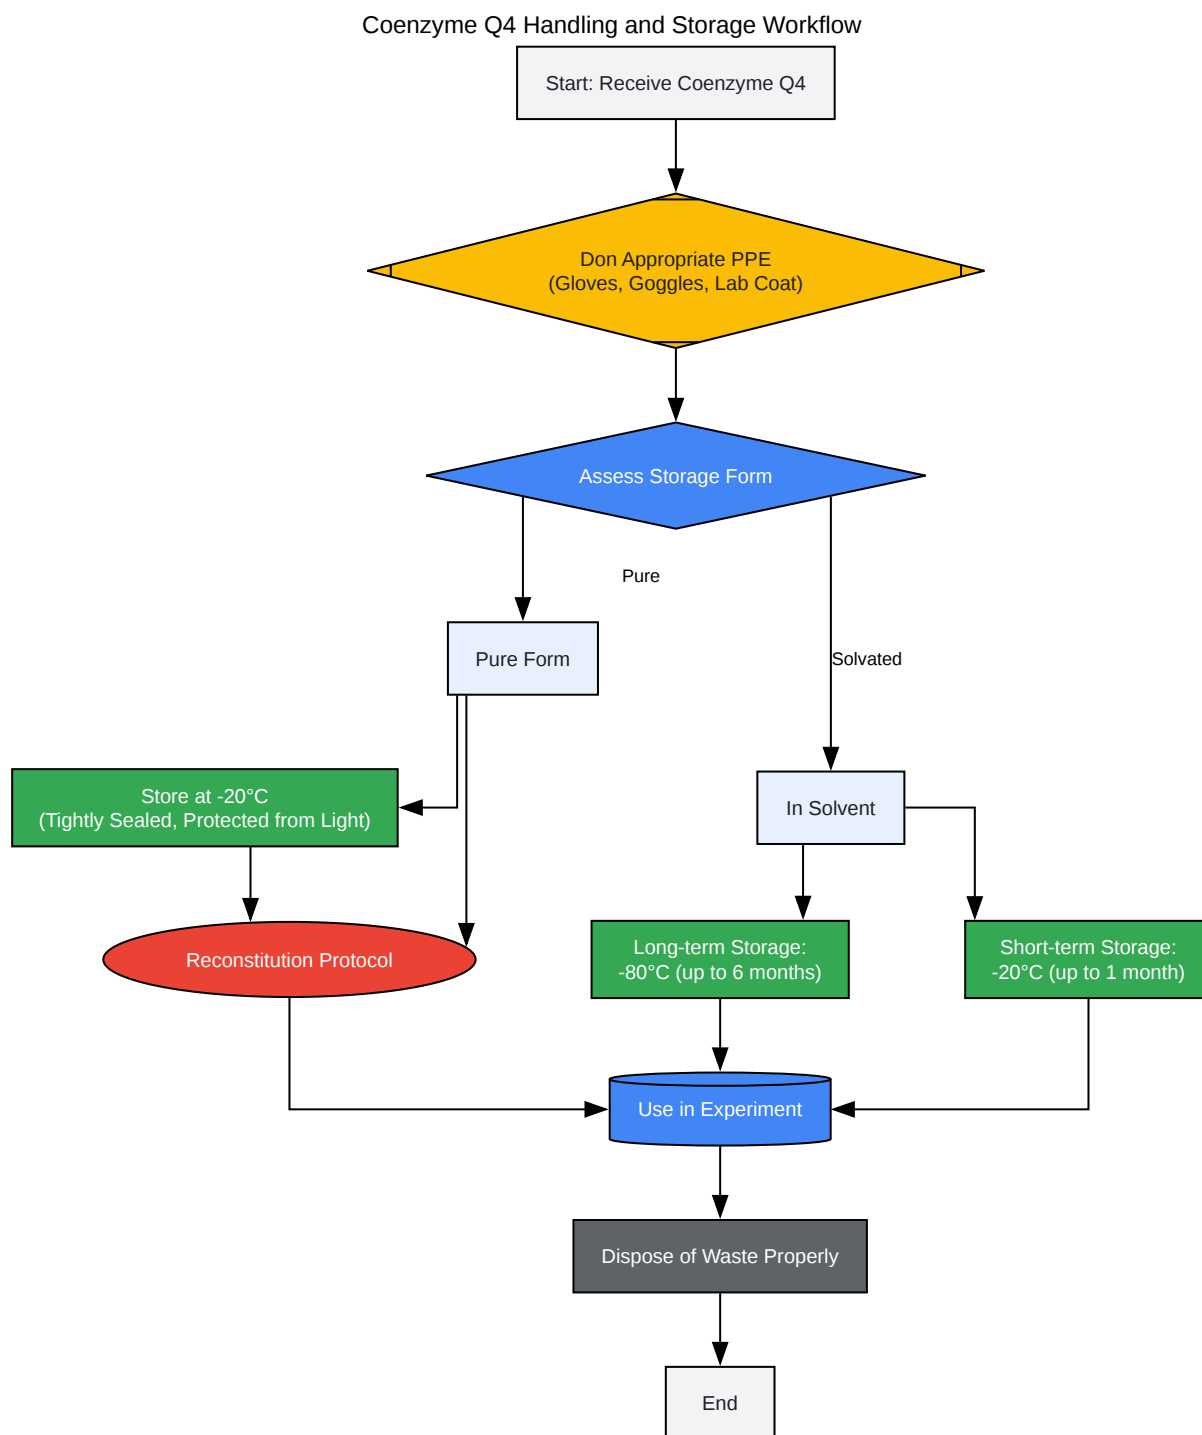 Coenzyme Q4 Handling and Storage Workflow
Start: Receive Coenzyme Q4
Don Appropriate PPE
(Gloves, Goggles, Lab Coat)
Assess Storage Form
Pure
Pure Form
Solvated
Store at -20°C
(Tightly Sealed, Protected from Light)
In Solvent
Reconstitution Protocol
Long-term Storage:
-80°C (up to 6 months)
Short-term Storage:
-20°C (up to 1 month)
Use in Experiment
Dispose of Waste Properly
End